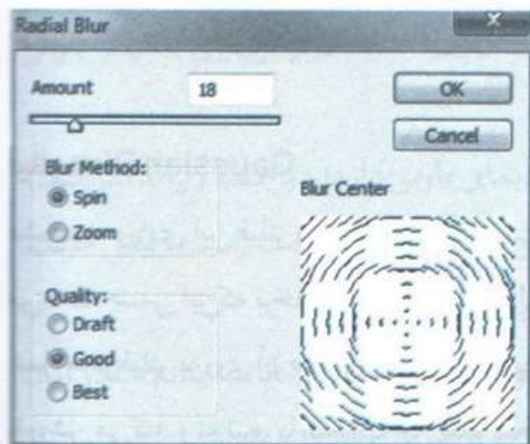 Radial Blur
Amount 18
OK
Cancel
Blur Method:
Spin
Zoom
Blur Center
Quality:
Draft
Good
Best